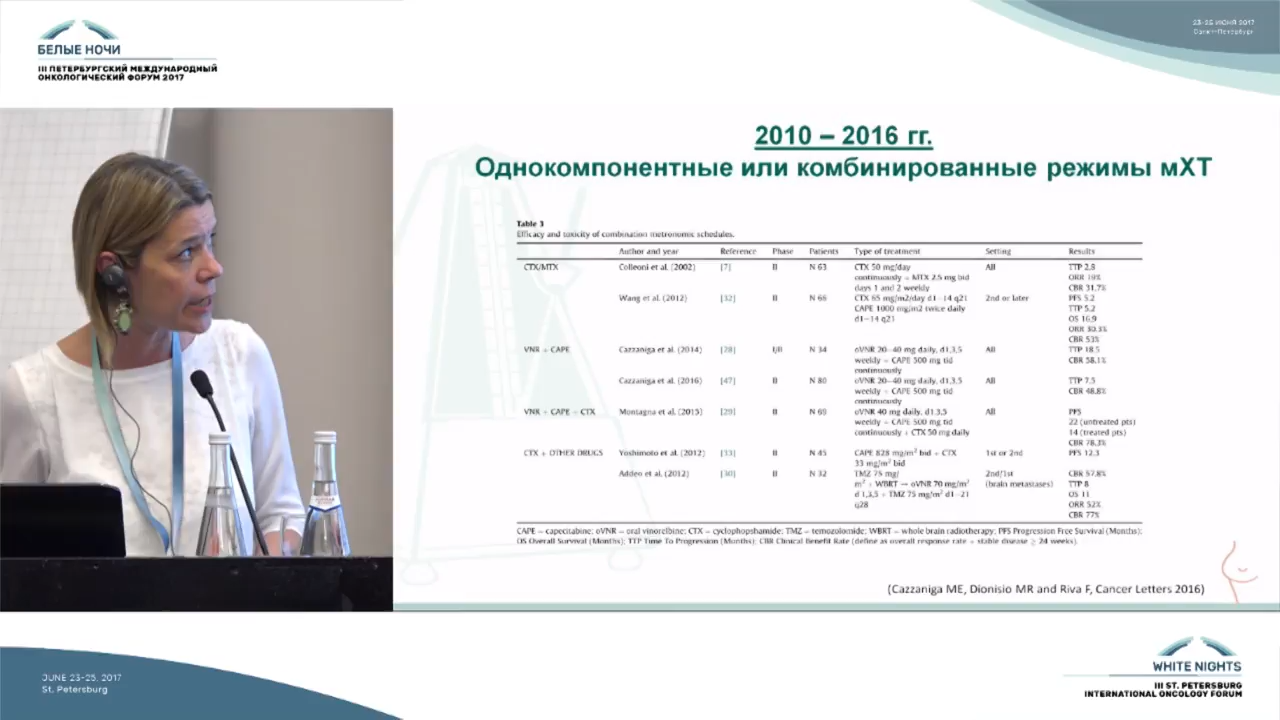 БЕЛЫЕ НОЧИ
III ПЕТЕРБУРГСКИЙ МЕЖДУНАРОДНЫЙ
ОНКОЛОГИЧЕСКИЙ ФОРУМ 2017
23-25 ИЮНЯ 2017
Санкт-Петербург
2010 – 2016 гг.
Однокомпонентные или комбинированные режимы мХТ
Table 3
Efficacy and toxicity of combination metronomic schedules.
Author and year Reference Phase Patients Type of treatment Setting Results
CTX/MTX Colleoni et al. (2002) [7] II N 63 CTX 50 mg/day All TTP 2.8
continuously + MTX 2.5 mg bid ORR 19%
days 1 and 2 weekly CBR 31.7%
Wang et al. (2012) [32] II N 66 CTX 65 mg/m2/day d1–14 q21 2nd or later PFS 5.2
CAPE 1000 mg/m2 twice daily TTP 5.2
d1–14 q21 OS 16.9
ORR 30.3%
CBR 53%
VNR + CAPE Cazzaniga et al. (2014) [28] I/II N 34 oVNR 20–40 mg daily, d1,3,5 All TTP 18.5
weekly + CAPE 500 mg tid CBR 58.1%
continuously
Cazzaniga et al. (2016) [47] II N 80 oVNR 20–40 mg daily, d1,3,5 All TTP 7.5
weekly + CAPE 500 mg tid CBR 48.8%
continuously
VNR + CAPE + CTX Montagna et al. (2015) [29] II N 69 oVNR 40 mg daily, d1,3,5 All PFS
weekly + CAPE 500 mg tid 22 (untreated pts)
continuously + CTX 50 mg daily 14 (treated pts)
CBR 78.3%
CTX + OTHER DRUGS Yoshimoto et al. (2012) [33] II N 45 CAPE 828 mg/m² bid + CTX 1st or 2nd PFS 12.3
33 mg/m² bid
Addeo et al. (2012) [30] II N 32 TMZ 75 mg/ 2nd/1st CBR 57.8%
m² + WBRT → oVNR 70 mg/m² (brain metastases) TTP 8
d 1,3,5 + TMZ 75 mg/m² d1–21 OS 11
q28 ORR 52%
CBR 77%
CAPE = capecitabine; oVNR = oral vinorelbine; CTX = cyclophopshamide; TMZ = temozolomide; WBRT = whole brain radiotherapy; PFS Progression Free Survival (Months);
OS Overall Survival (Months); TTP Time To Progression (Months); CBR Clinical Benefit Rate (define as overall response rate + stable disease ≥ 24 weeks).
(Cazzaniga ME, Dionisio MR and Riva F, Cancer Letters 2016)
JUNE 23-25, 2017
St. Petersburg
WHITE NIGHTS
III ST. PETERSBURG
INTERNATIONAL ONCOLOGY FORUM